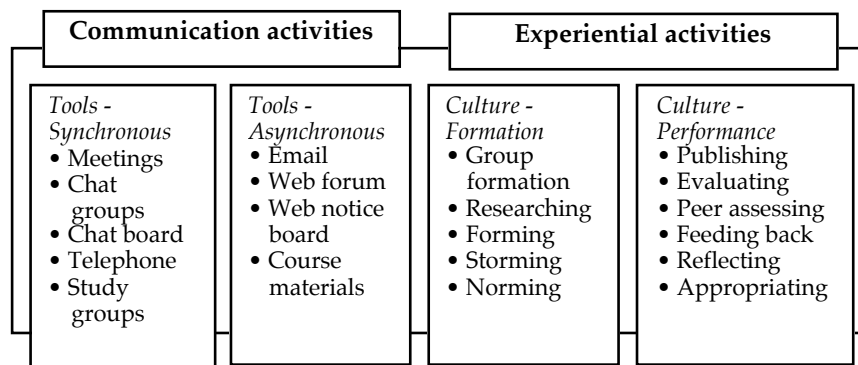 Communication activities
Experiential activities
Tools -
Synchronous
• Meetings
• Chat
groups
• Chat board
• Telephone
• Study
groups
Tools -
Asynchronous
• Email
• Web forum
• Web notice
board
• Course
materials
Culture -
Formation
• Group
formation
• Researching
• Forming
• Storming
• Norming
Culture -
Performance
• Publishing
• Evaluating
• Peer assessing
• Feeding back
• Reflecting
• Appropriating